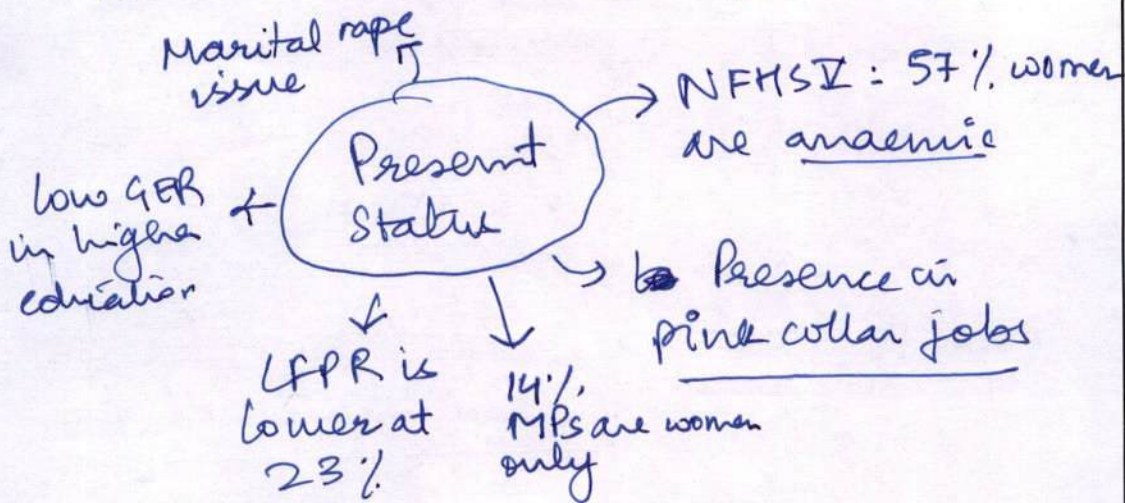 Marital rape
issue
NFHS V : 57% women
are anaemic
Present
Status
low GER
in higher
education
Presence in
pink collar jobs
LFPR is
lower at
23%
14%
MPs are women
only